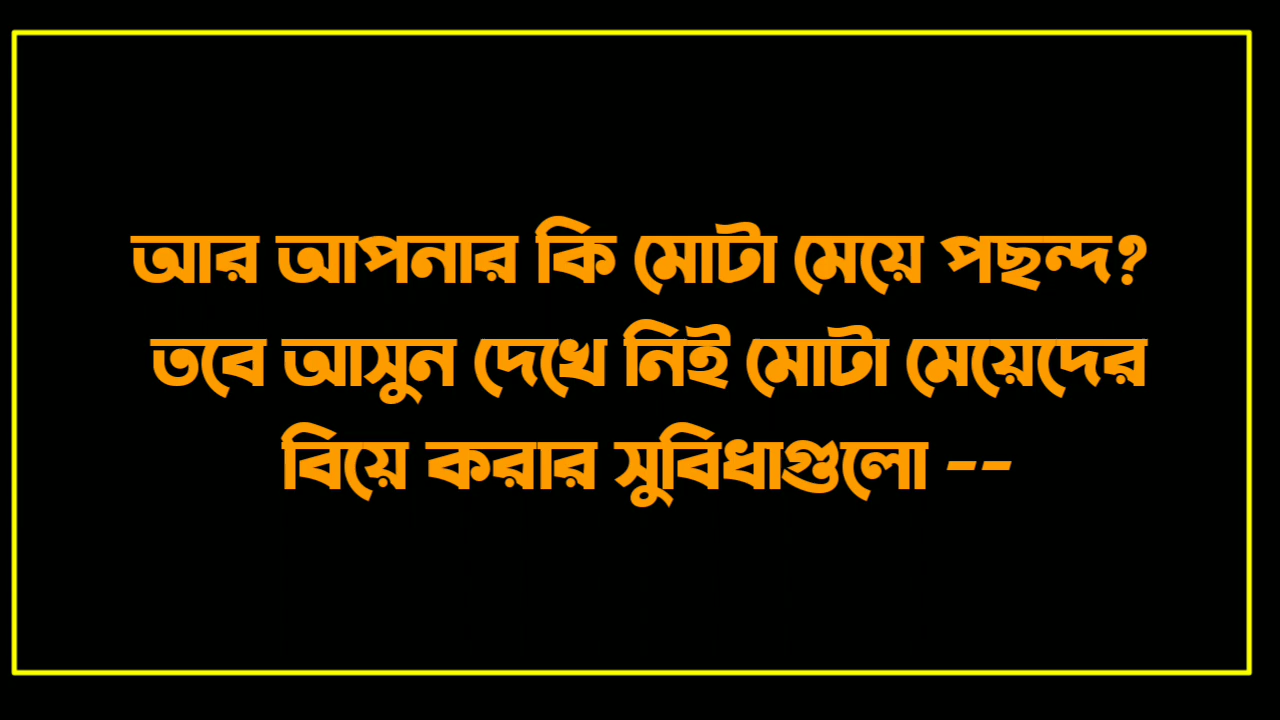 আর আপনার কি মোটা মেয়ে পছন্দ?
তবে আসুন দেখে নিই মোটা মেয়েদের
বিয়ে করার সুবিধাগুলো --